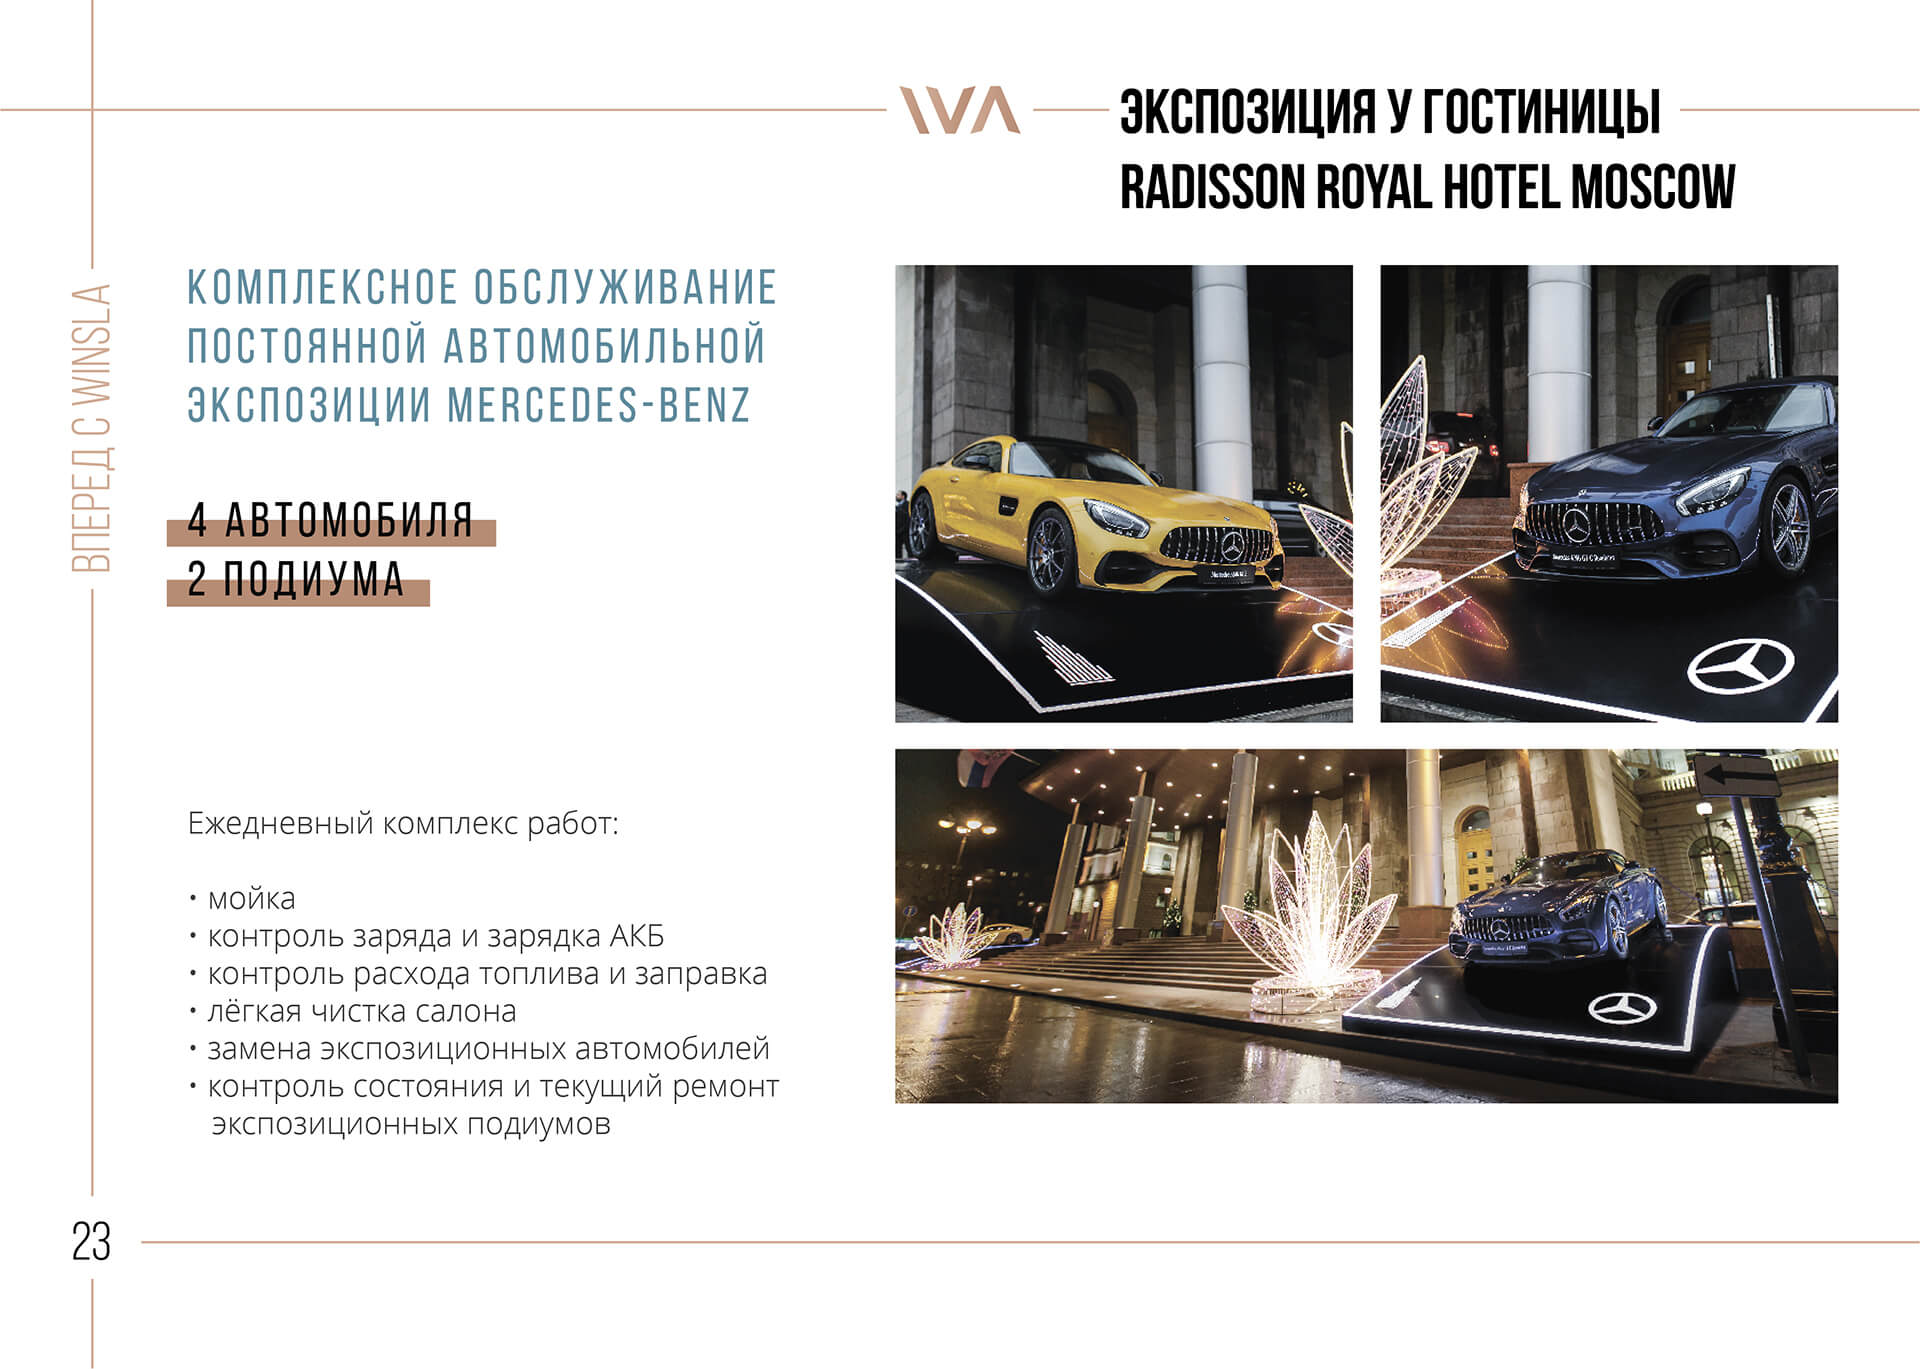 WA
ЭКСПОЗИЦИЯ У ГОСТИНИЦЫ
RADISSON ROYAL HOTEL MOSCOW
ВПЕРЕД С WINSLA
КОМПЛЕКСНОЕ ОБСЛУЖИВАНИЕ
ПОСТОЯННОЙ АВТОМОБИЛЬНОЙ
ЭКСПОЗИЦИИ MERCEDES-BENZ
4 АВТОМОБИЛЯ
2 ПОДИУМА
Ежедневный комплекс работ:
• мойка
• контроль заряда и зарядка АКБ
• контроль расхода топлива и заправка
• лёгкая чистка салона
• замена экспозиционных автомобилей
• контроль состояния и текущий ремонт
экспозиционных подиумов
23